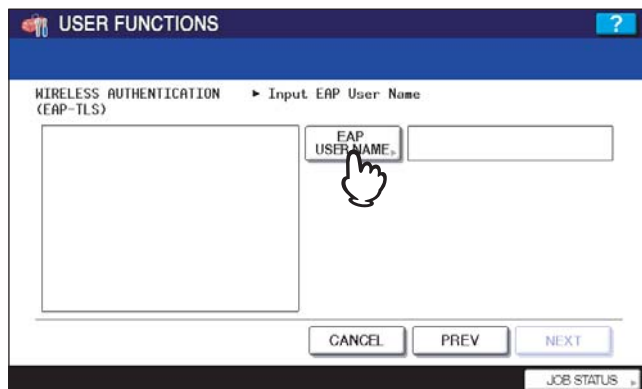 USER FUNCTIONS
?
WIRELESS AUTHENTICATION ► Input EAP User Name
(EAP-TLS)
EAP
USER NAME
CANCEL PREV NEXT
JOB STATUS